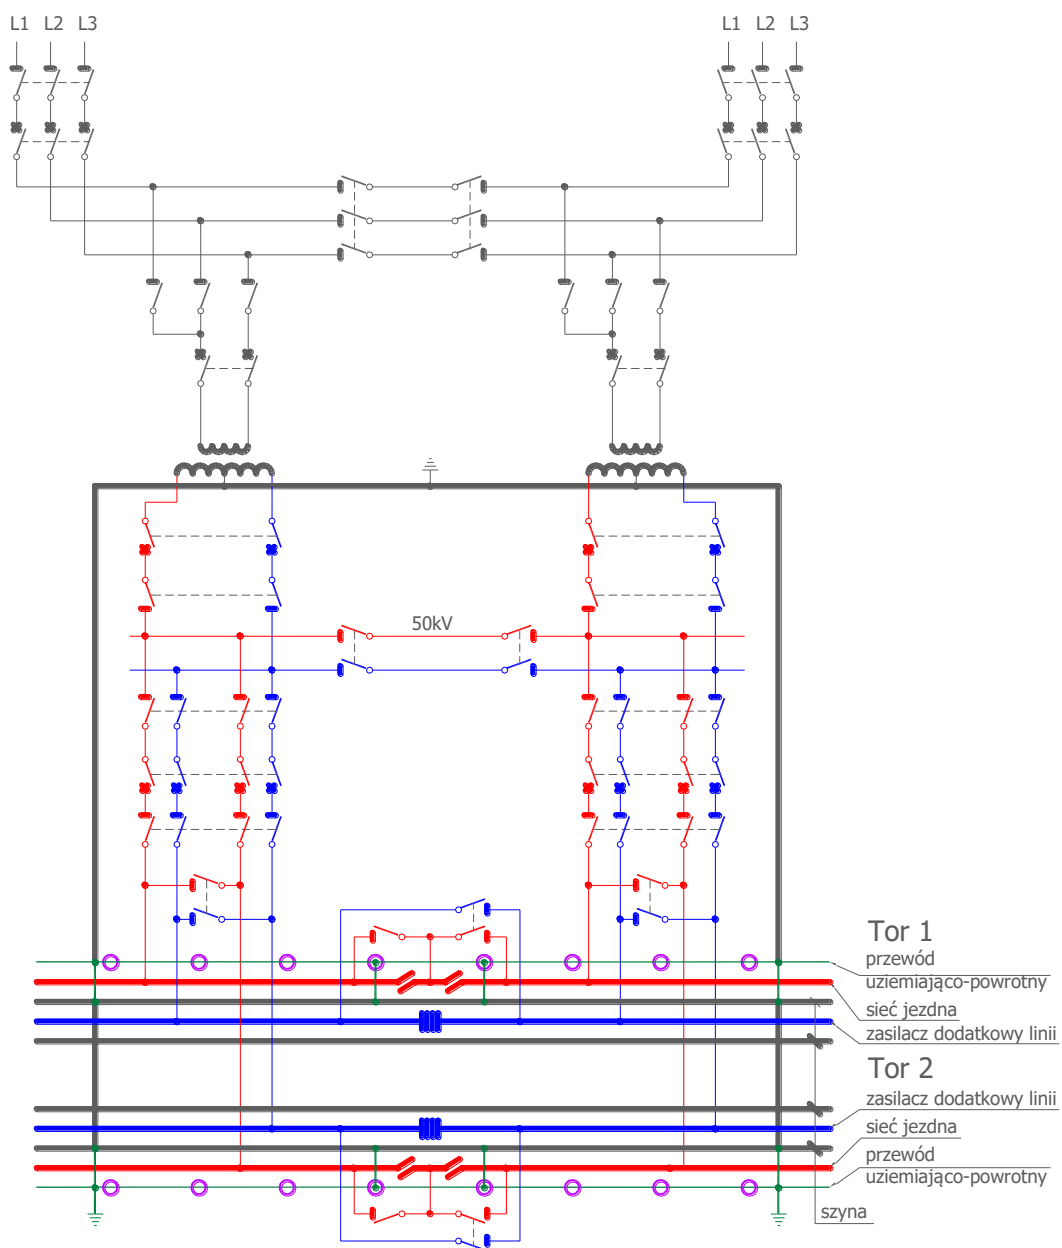 L1 L2 L3
L1 L2 L3
50kV
Tor 1
przewód
uziemiająco-powrotny
sieć jezdna
zasilacz dodatkowy linii
Tor 2
zasilacz dodatkowy linii
sieć jezdna
przewód
uziemiająco-powrotny
szyna